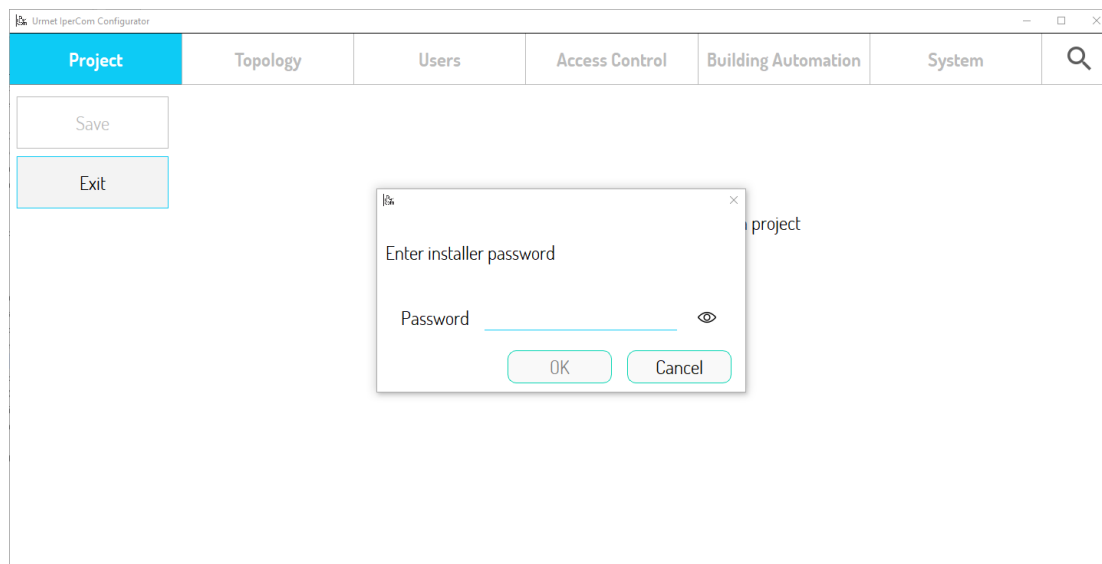 Urmet IperCom Configurator
Project Topology Users Access Control Building Automation System
Save
Exit
project
Enter installer password
Password
OK Cancel